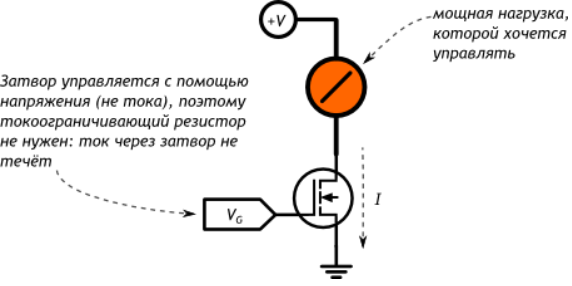 +V
мощная нагрузка,
которой хочется
управлять
Затвор управляется с помощью
напряжения (не тока), поэтому
токоограничивающий резистор
не нужен: ток через затвор не
течёт
I
VG